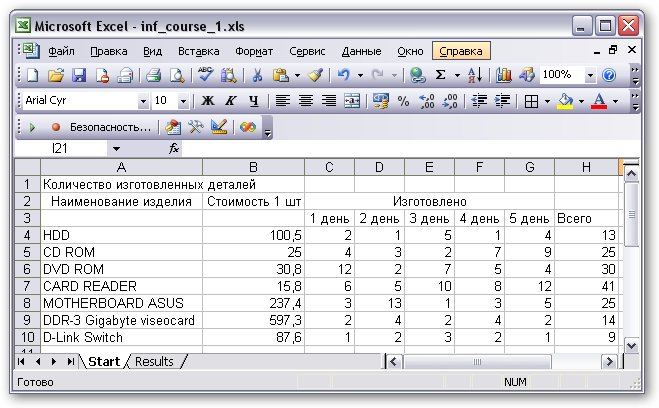 Microsoft Excel - inf_course_1.xls
Файл Правка Вид Вставка Формат Сервис Данные Окно Справка
100%
Arial Cyr 10 Ж К Ч
Безопасность...
I21 fx
A B C D E F G H
1 Количество изготовленных деталей
2 Наименование изделия Стоимость 1 шт Изготовлено
3 1 день 2 день 3 день 4 день 5 день Всего
4 HDD 100,5 2 1 5 1 4 13
5 CD ROM 25 4 3 2 7 9 25
6 DVD ROM 30,8 12 2 7 5 4 30
7 CARD READER 15,8 6 5 10 8 12 41
8 MOTHERBOARD ASUS 237,4 3 13 1 3 5 25
9 DDR-3 Gigabyte viseocard 597,3 2 4 2 4 2 14
10 D-Link Switch 87,6 1 2 3 2 1 9
Start Results
Готово NUM